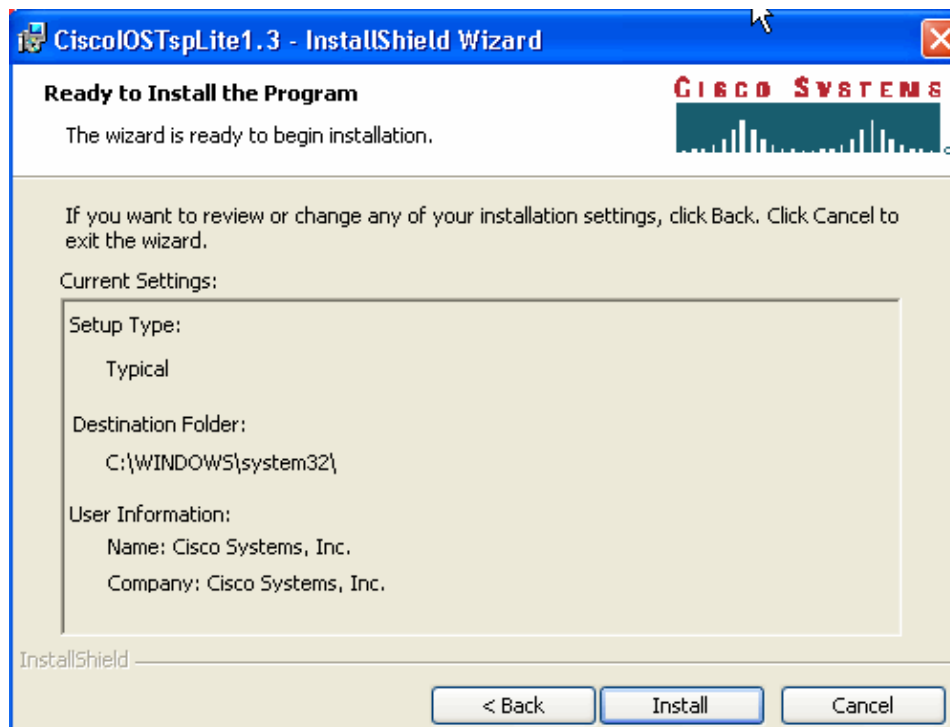 CiscoIOSTspLite1.3 - InstallShield Wizard
Ready to Install the Program
CISCO SYSTEMS
The wizard is ready to begin installation.
If you want to review or change any of your installation settings, click Back. Click Cancel to
exit the wizard.
Current Settings:
Setup Type:
Typical
Destination Folder:
C:\WINDOWS\system32\
User Information:
Name: Cisco Systems, Inc.
Company: Cisco Systems, Inc.
InstallShield
< Back
Install
Cancel